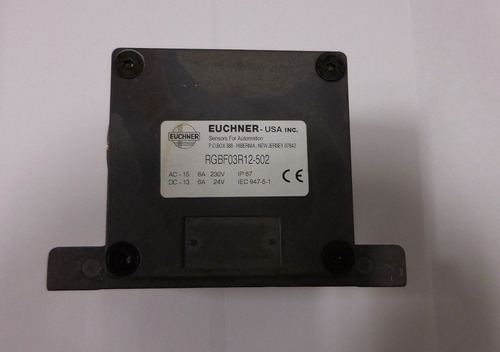 EUCHNER
EUCHNER - USA INC.
Sensors For Automation
P.O.BOX 388 - HIBERNIA, NEW JERSEY 07842
RGBF03R12-502
AC - 15 6A 230V IP 67
DC - 13 6A 24V IEC 947-5-1
CE